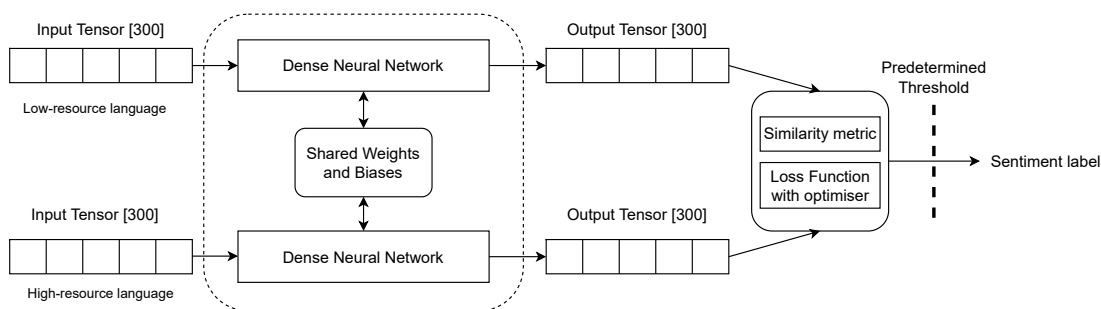 Input Tensor [300]
Low-resource language
Dense Neural Network
Output Tensor [300]
Shared Weights
and Biases
Input Tensor [300]
High-resource language
Dense Neural Network
Output Tensor [300]
Similarity metric
Loss Function
with optimiser
Predetermined
Threshold
Sentiment label